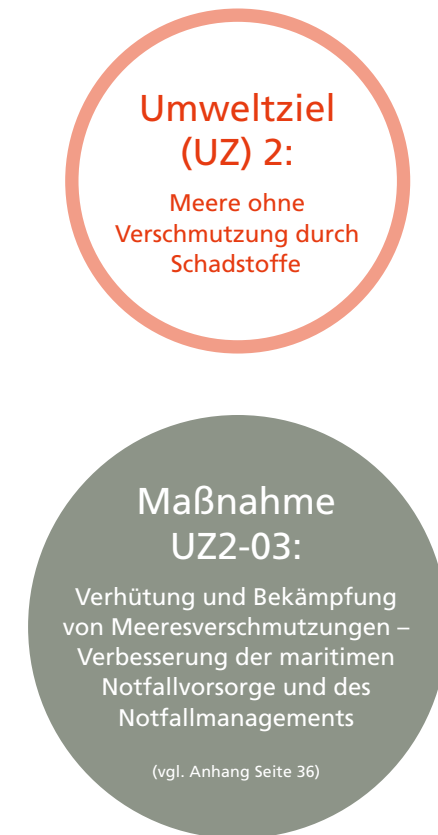 Umweltziel
(UZ) 2:
Meere ohne
Verschmutzung durch
Schadstoffe
Maßnahme
UZ2-03:
Verhütung und Bekämpfung
von Meeresverschmutzungen –
Verbesserung der maritimen
Notfallvorsorge und des
Notfallmanagements
(vgl. Anhang Seite 36)